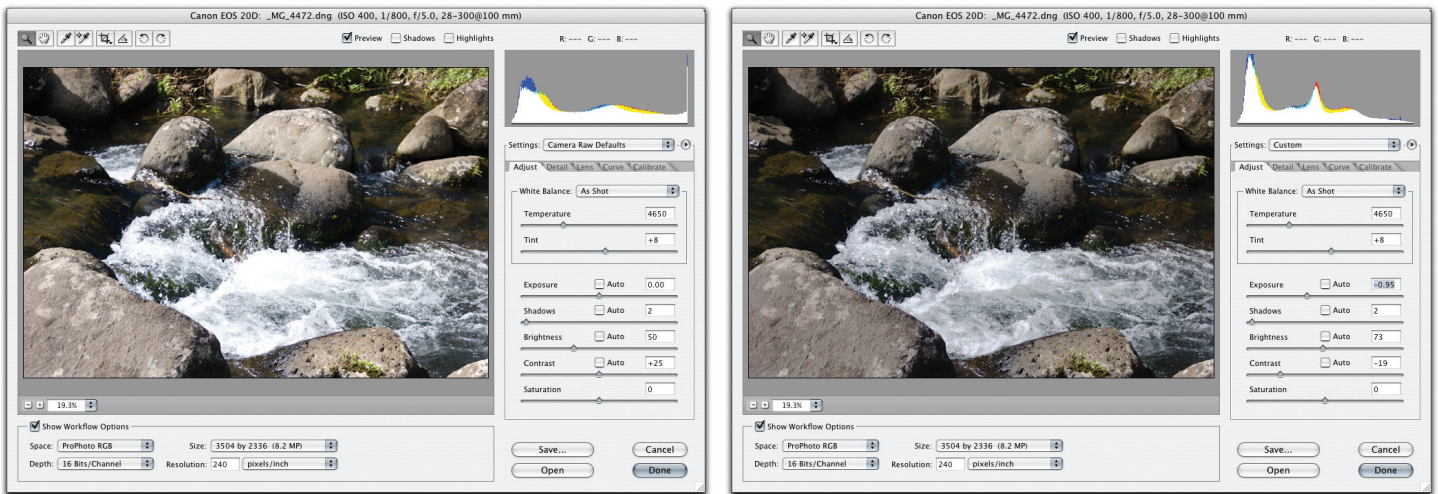 Canon EOS 20D: _MG_4472.dng (ISO 400, 1/800, f/5.0, 28-300@100 mm)
Preview Shadows Highlights R: --- G: --- B: ---
Settings: Camera Raw Defaults
Adjust Detail Lens Curve Calibrate
White Balance: As Shot
Temperature 4650
Tint +8
Exposure Auto 0.00
Shadows Auto 2
Brightness Auto 50
Contrast Auto +25
Saturation 0
19.3%
Show Workflow Options
Space: ProPhoto RGB Size: 3504 by 2336 (8.2 MP)
Depth: 16 Bits/Channel Resolution: 240 pixels/inch
Save... Cancel
Open Done
Canon EOS 20D: _MG_4472.dng (ISO 400, 1/800, f/5.0, 28-300@100 mm)
Preview Shadows Highlights R: --- G: --- B: ---
Settings: Custom
Adjust Detail Lens Curve Calibrate
White Balance: As Shot
Temperature 4650
Tint +8
Exposure Auto -0.95
Shadows Auto 2
Brightness Auto 73
Contrast Auto -19
Saturation 0
19.3%
Show Workflow Options
Space: ProPhoto RGB Size: 3504 by 2336 (8.2 MP)
Depth: 16 Bits/Channel Resolution: 240 pixels/inch
Save... Cancel
Open Done